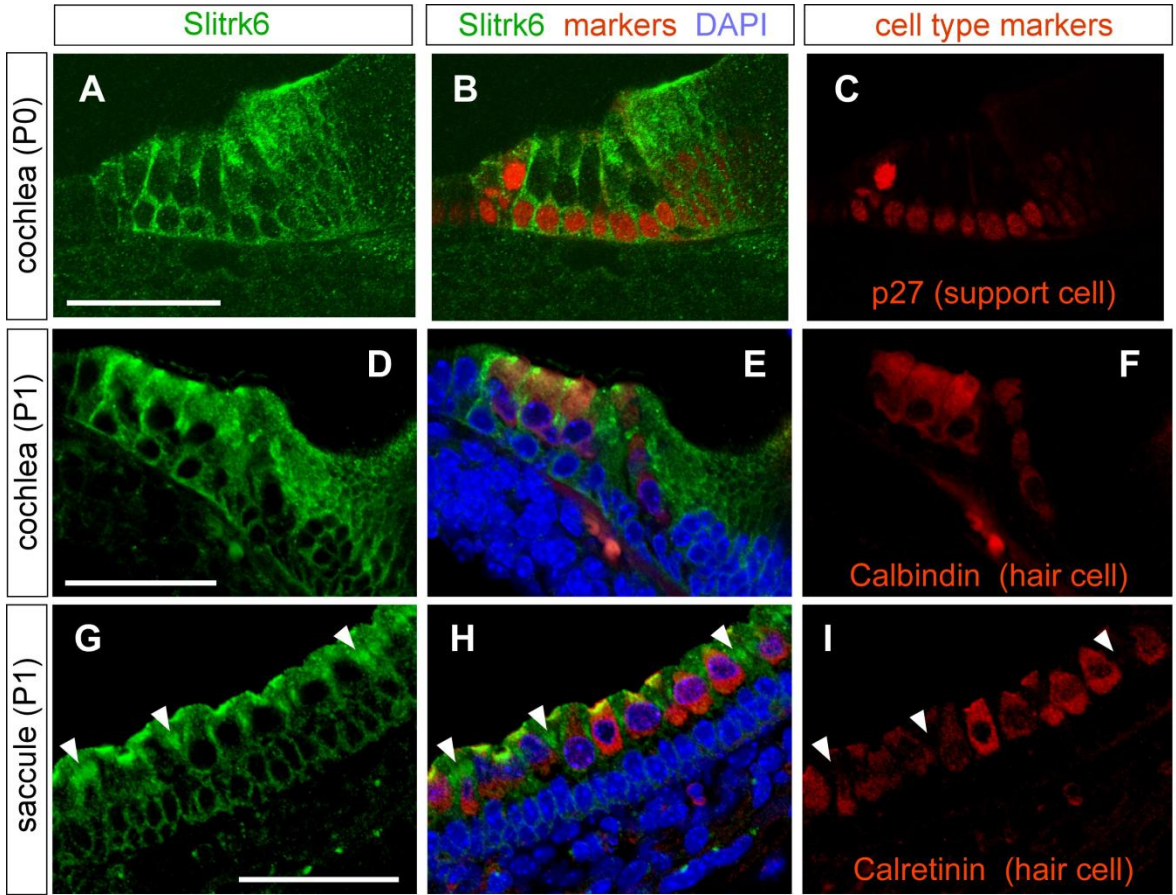 Slitrk6
Slitrk6 markers DAPI
cell type markers
cochlea (P0)
A
B
C
p27 (support cell)
cochlea (P1)
D
E
F
Calbindin (hair cell)
saccule (P1)
G
H
I
Calretinin (hair cell)